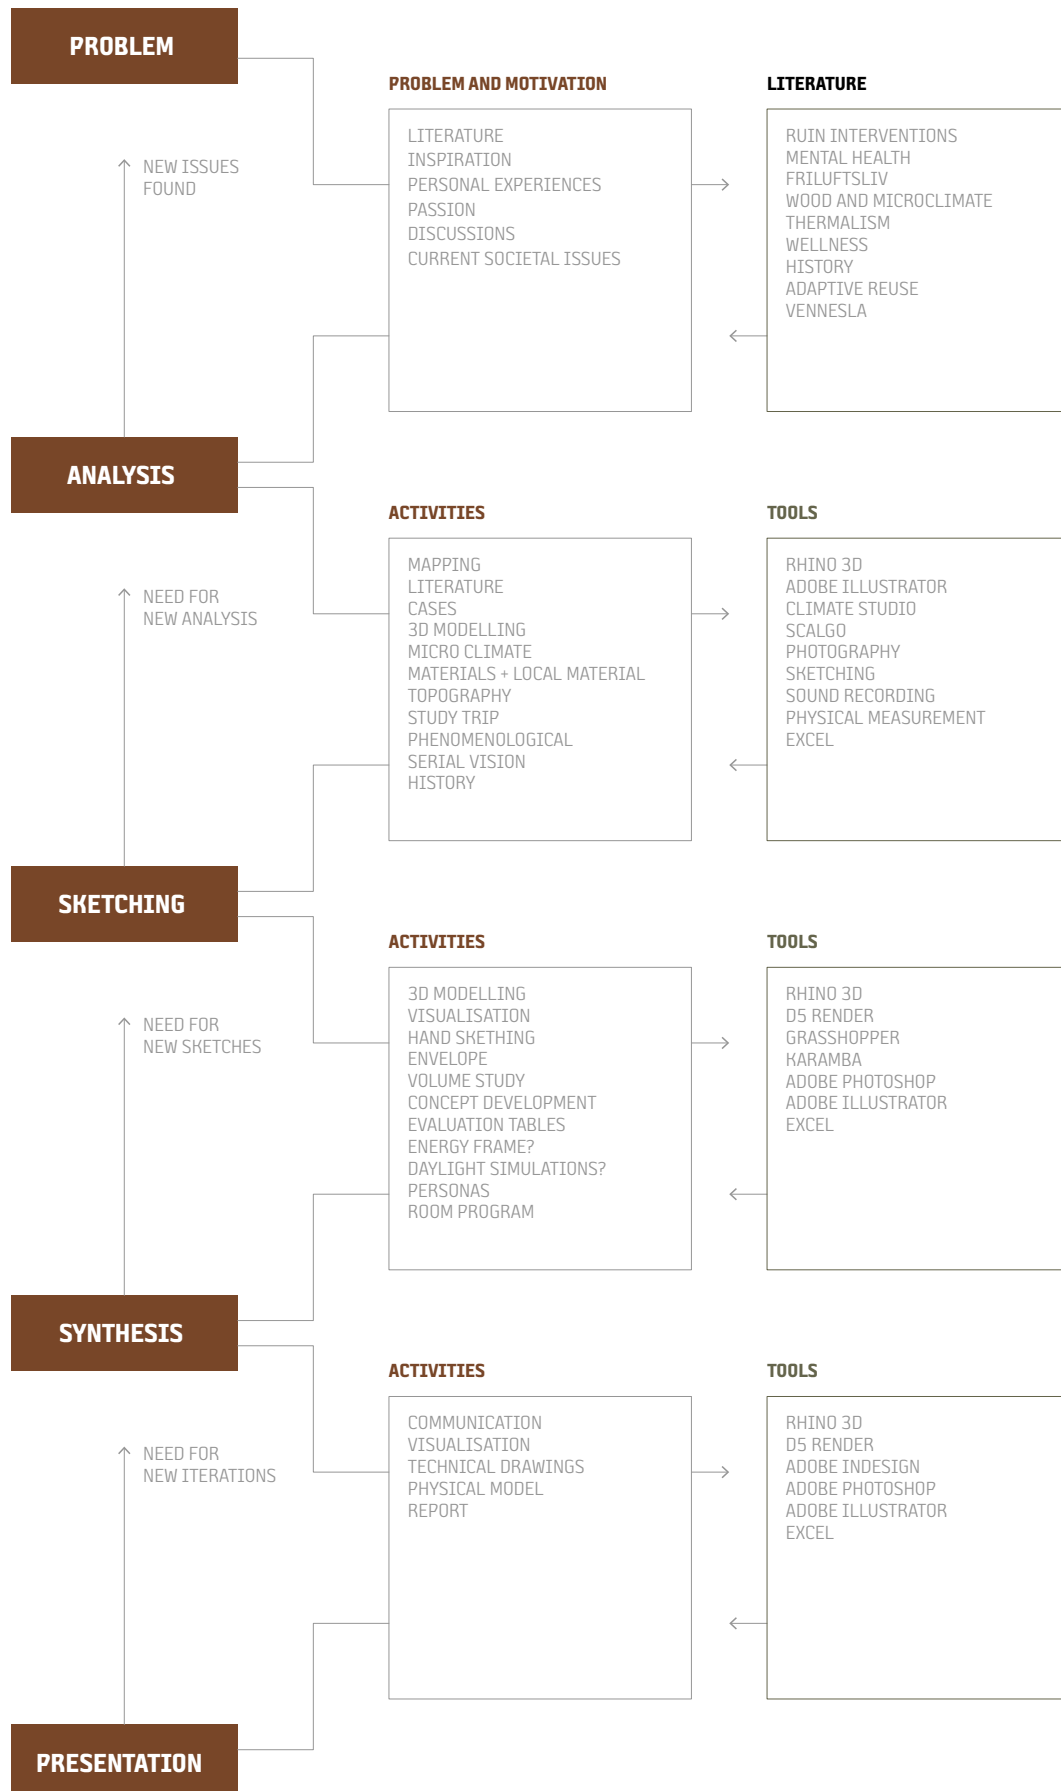 PROBLEM
PROBLEM AND MOTIVATION
LITERATURE
INSPIRATION
PERSONAL EXPERIENCES
PASSION
DISCUSSIONS
CURRENT SOCIETAL ISSUES
LITERATURE
RUIN INTERVENTIONS
MENTAL HEALTH
FRILUFTSLIV
WOOD AND MICROCLIMATE
THERMALISM
WELLNESS
HISTORY
ADAPTIVE REUSE
VENNESLA
NEW ISSUES
FOUND
ANALYSIS
ACTIVITIES
MAPPING
LITERATURE
CASES
3D MODELLING
MICRO CLIMATE
MATERIALS + LOCAL MATERIAL
TOPOGRAPHY
STUDY TRIP
PHENOMENOLOGICAL
SERIAL VISION
HISTORY
TOOLS
RHINO 3D
ADOBE ILLUSTRATOR
CLIMATE STUDIO
SCALGO
PHOTOGRAPHY
SKETCHING
SOUND RECORDING
PHYSICAL MEASUREMENT
EXCEL
NEED FOR
NEW ANALYSIS
SKETCHING
ACTIVITIES
3D MODELLING
VISUALISATION
HAND SKETHING
ENVELOPE
VOLUME STUDY
CONCEPT DEVELOPMENT
EVALUATION TABLES
ENERGY FRAME?
DAYLIGHT SIMULATIONS?
PERSONAS
ROOM PROGRAM
TOOLS
RHINO 3D
D5 RENDER
GRASSHOPPER
KARAMBA
ADOBE PHOTOSHOP
ADOBE ILLUSTRATOR
EXCEL
NEED FOR
NEW SKETCHES
SYNTHESIS
ACTIVITIES
COMMUNICATION
VISUALISATION
TECHNICAL DRAWINGS
PHYSICAL MODEL
REPORT
TOOLS
RHINO 3D
D5 RENDER
ADOBE INDESIGN
ADOBE PHOTOSHOP
ADOBE ILLUSTRATOR
EXCEL
NEED FOR
NEW ITERATIONS
PRESENTATION